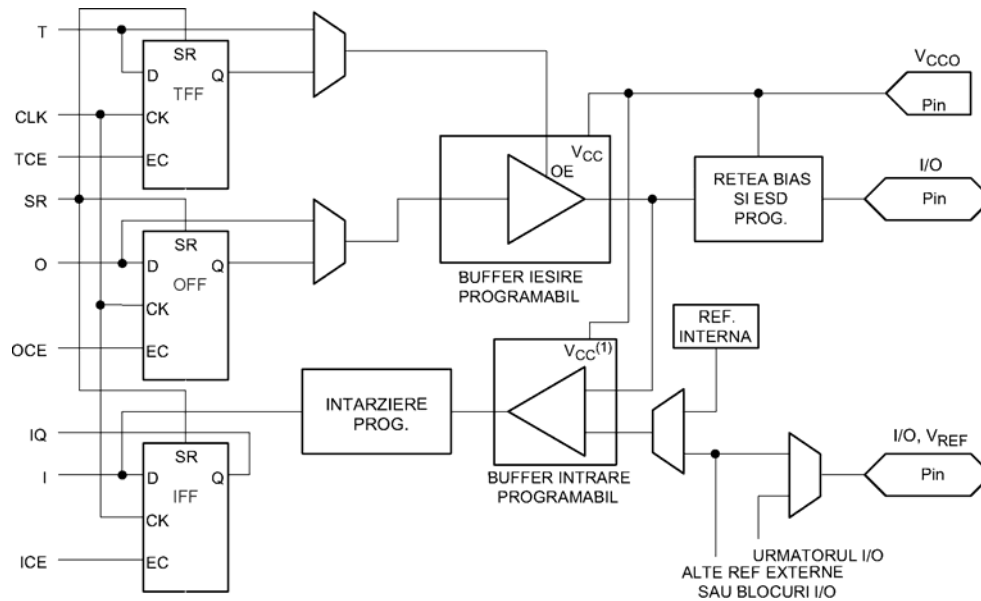 T
SR
D
Q
TFF
CLK
CK
TCE
EC
SR
SR
O
D
Q
OFF
CK
OCE
EC
IQ
SR
I
D
Q
IFF
CK
ICE
EC
VCC
OE
BUFFER IESIRE
PROGRAMABIL
VCCO
Pin
RETEA BIAS
SI ESD
PROG.
I/O
Pin
REF.
INTERNA
VCC(1)
INTARZIERE
PROG.
BUFFER INTRARE
PROGRAMABIL
I/O, VREF
Pin
URMATORUL I/O
ALTE REF EXTERNE
SAU BLOCURI I/O